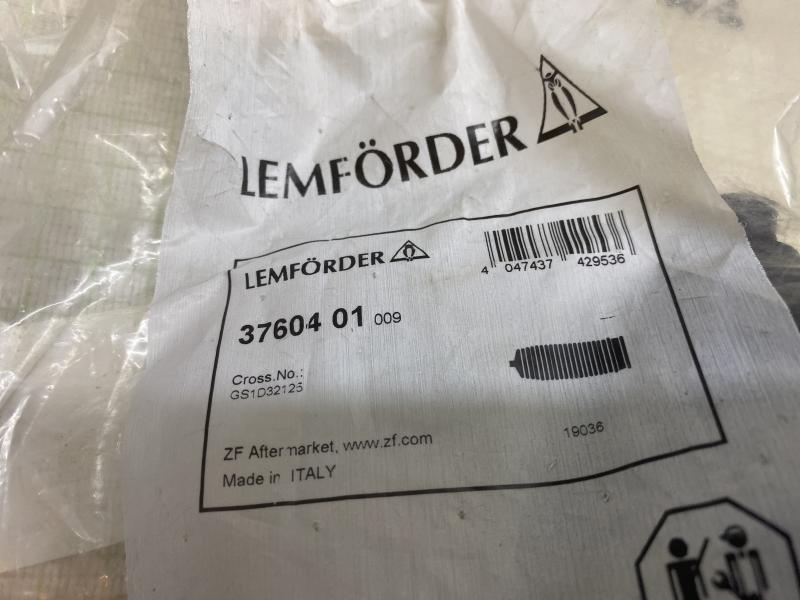 LEMFÖRDER
LEMFÖRDER
4 047437 429536
37604 01 009
Cross.No.:
GS1D32125
19036
ZF Aftermarket, www.zf.com
Made in ITALY